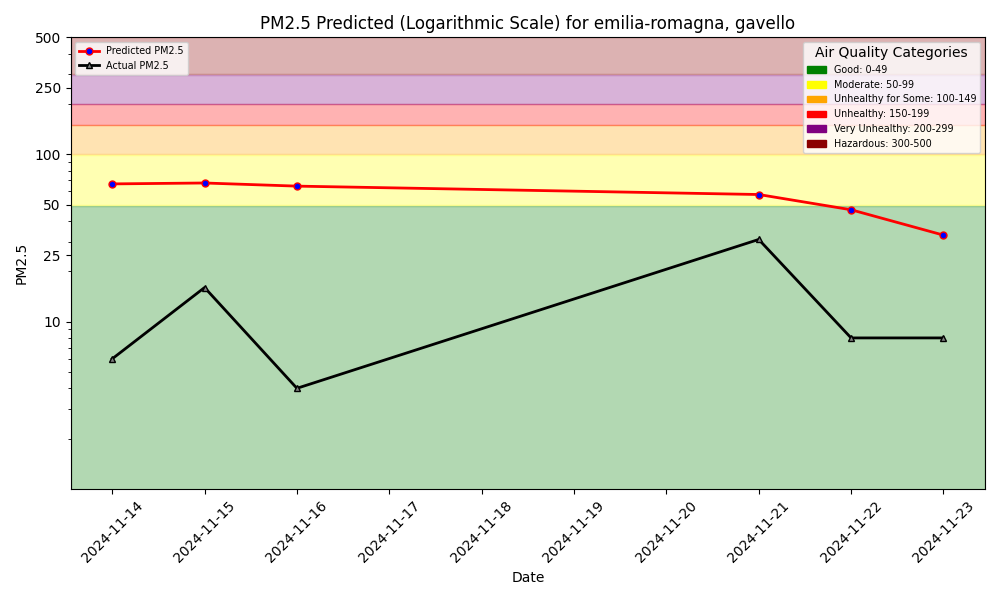 PM2.5 Predicted (Logarithmic Scale) for emilia-romagna, gavello
Predicted PM2.5
Actual PM2.5
Air Quality Categories
Good: 0-49
Moderate: 50-99
Unhealthy for Some: 100-149
Unhealthy: 150-199
Very Unhealthy: 200-299
Hazardous: 300-500
500
250
100
50
25
10
PM2.5
2024-11-14
2024-11-15
2024-11-16
2024-11-17
2024-11-18
2024-11-19
2024-11-20
2024-11-21
2024-11-22
2024-11-23
Date